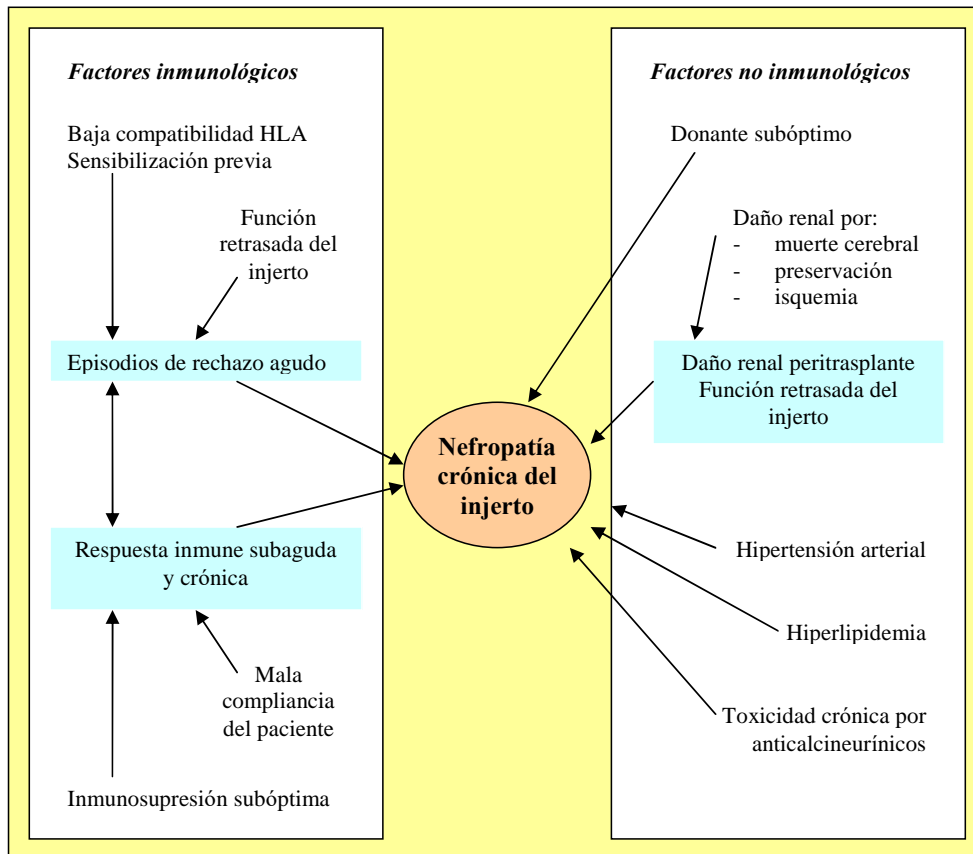 Factores inmunológicos
Baja compatibilidad HLA
Sensibilización previa
Función
retrasada del
injerto
Episodios de rechazo agudo
Respuesta inmune subaguda
y crónica
Mala
compliancia
del paciente
Inmunosupresión subóptima
Nefropatía
crónica del
injerto
Factores no inmunológicos
Donante subóptimo
Daño renal por:
- muerte cerebral
- preservación
- isquemia
Daño renal peritrasplante
Función retrasada del
injerto
Hipertensión arterial
Hiperlipidemia
Toxicidad crónica por
anticalcineurínicos